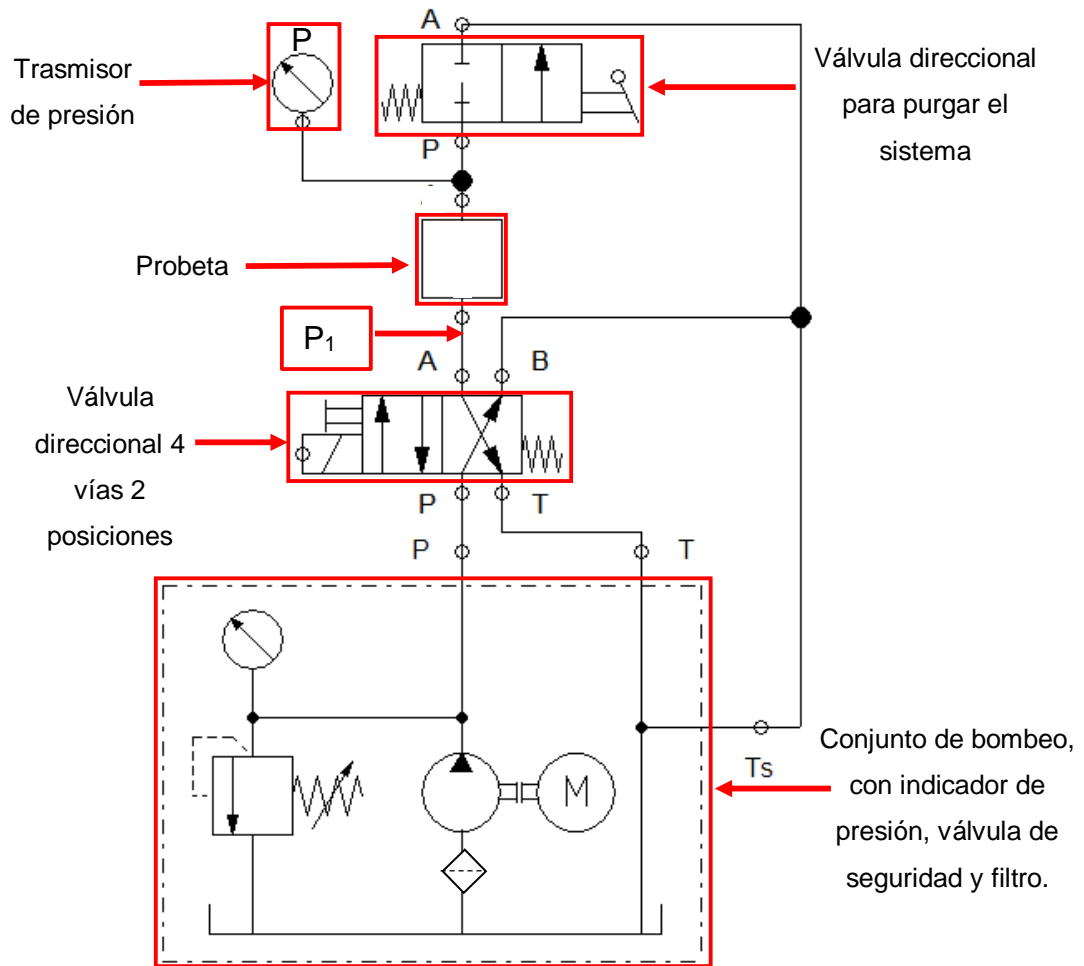 A
P
Trasmisor
de presión
Válvula direccional
para purgar el
sistema
P
Probeta
P₁
A
B
Válvula
direccional 4
vías 2
posiciones
P
T
P
T
Ts
M
Conjunto de bombeo,
con indicador de
presión, válvula de
seguridad y filtro.